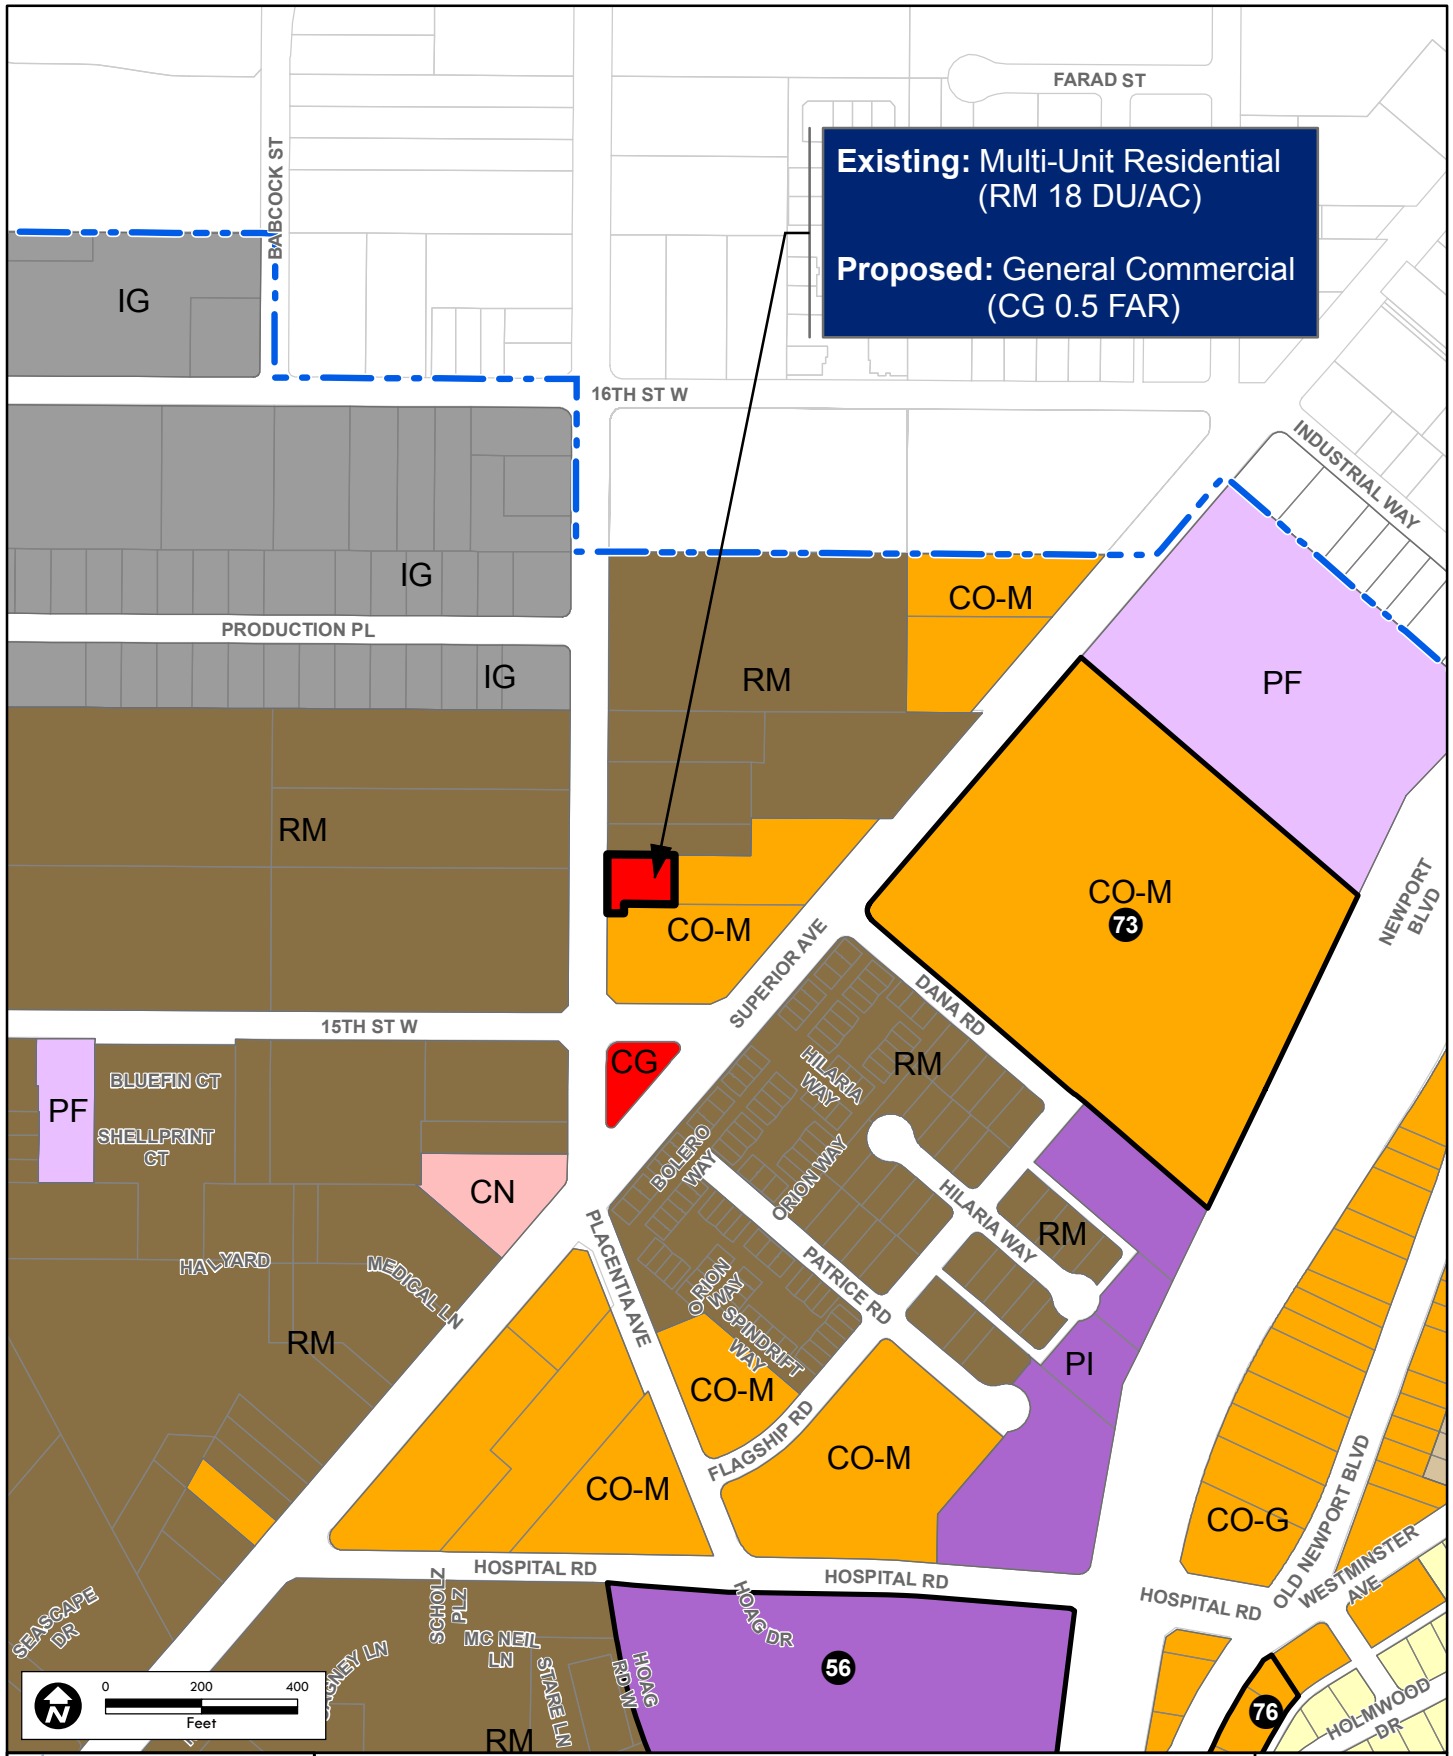 FARAD ST
BABCOCK ST
Existing: Multi-Unit Residential
(RM 18 DU/AC)
Proposed: General Commercial
(CG 0.5 FAR)
IG
16TH ST W
INDUSTRIAL WAY
IG
CO-M
PRODUCTION PL
IG
RM
PF
RM
CO-M
73
NEWPORT
BLVD
CO-M
SUPERIOR AVE
DANA RD
15TH ST W
CG
RM
HILARIA
WAY
BLUEFIN CT
PF
SHELLPRINT
CT
BOLERO
WAY
ORION WAY
CN
HILARIA WAY
RM
PLACENTIA AVE
HALYARD
MEDICAL LN
PATRICE RD
ORION
WAY
SPINDRIFT
WAY
RM
PI
CO-M
FLAGSHIP RD
CO-M
CO-M
CO-G
OLD NEWPORT BLVD
WESTMINSTER
AVE
HOSPITAL RD
HOSPITAL RD
HOSPITAL RD
SCHOLZ
PLZ
HOAG DR
SEASCAPE
DR
MC NEIL
LN
STARE LN
HOAG
RD W
56
76
HOLMWOOD
DR
RM
N
0 200 400
Feet